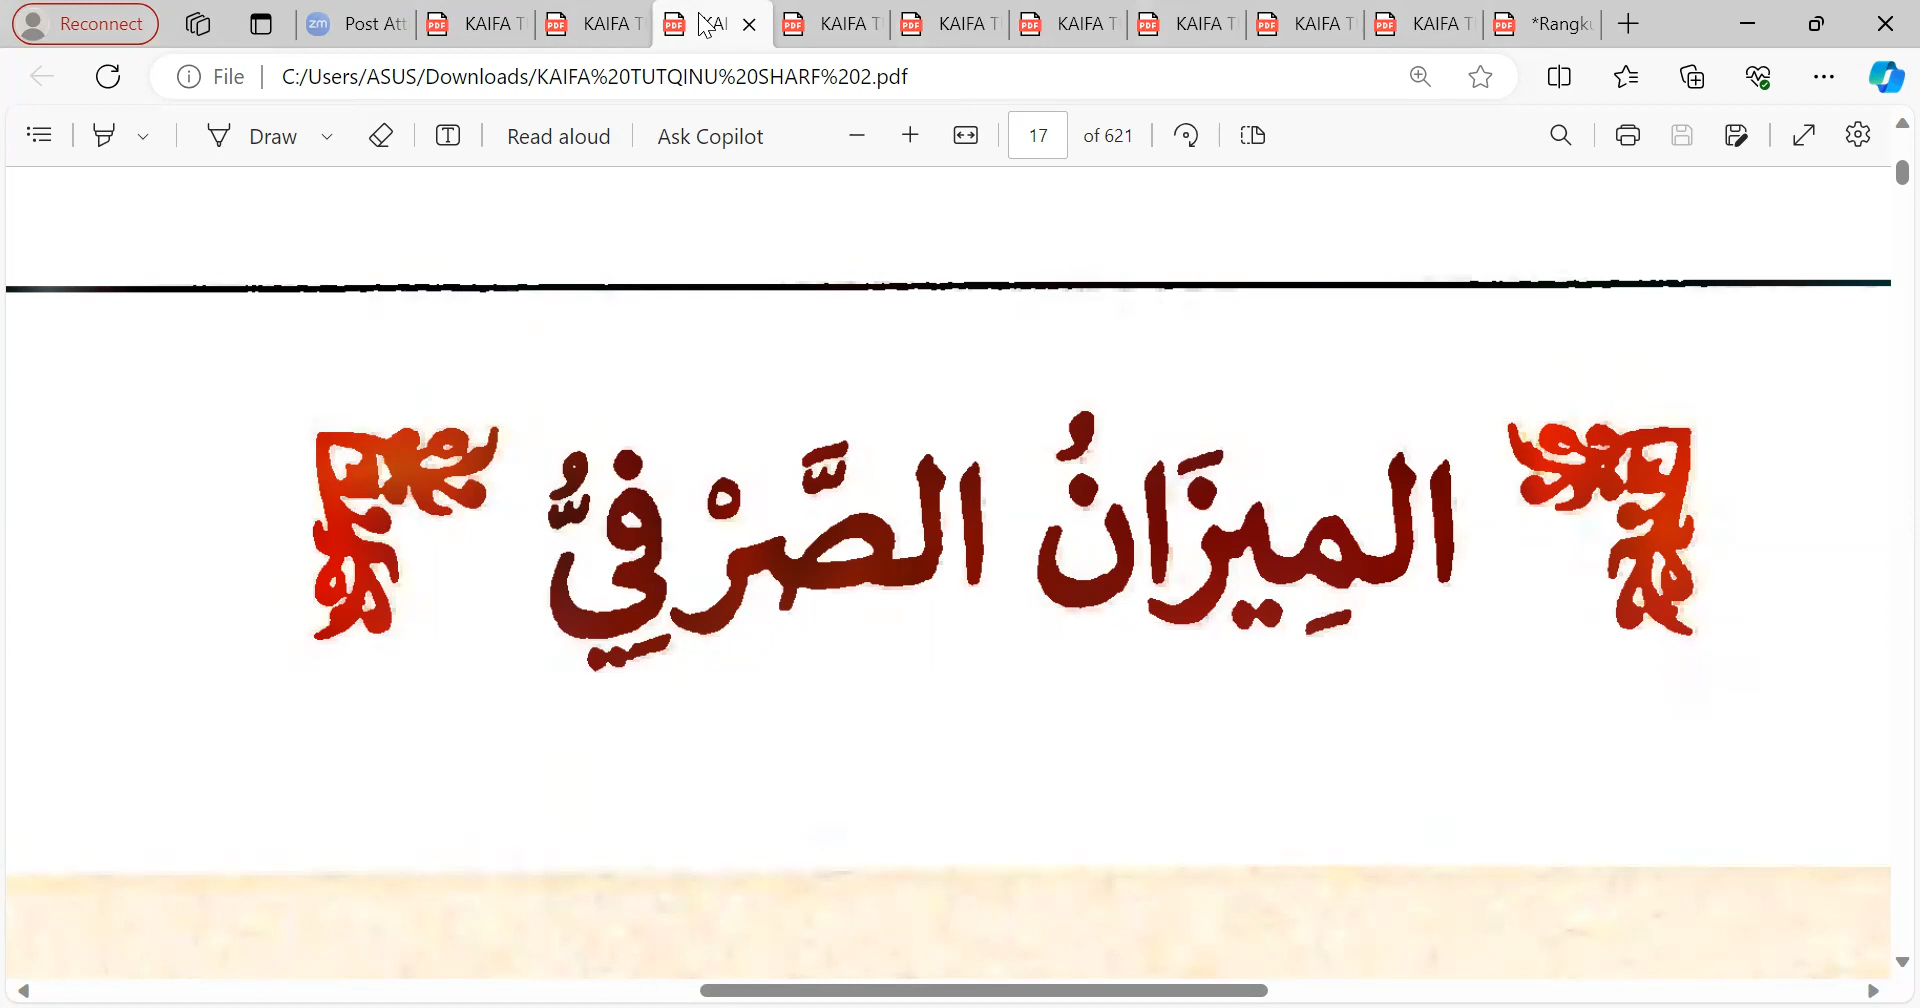 Reconnect
Post Att
KAIFA T
KAIFA T
KAI
KAIFA T
KAIFA T
KAIFA T
KAIFA T
KAIFA T
KAIFA T
*Rangku
File
C:/Users/ASUS/Downloads/KAIFA%20TUTQINU%20SHARF%202.pdf
Draw
Read aloud
Ask Copilot
17
of 621
المِيزَانُ الصَّرْفِيُّ